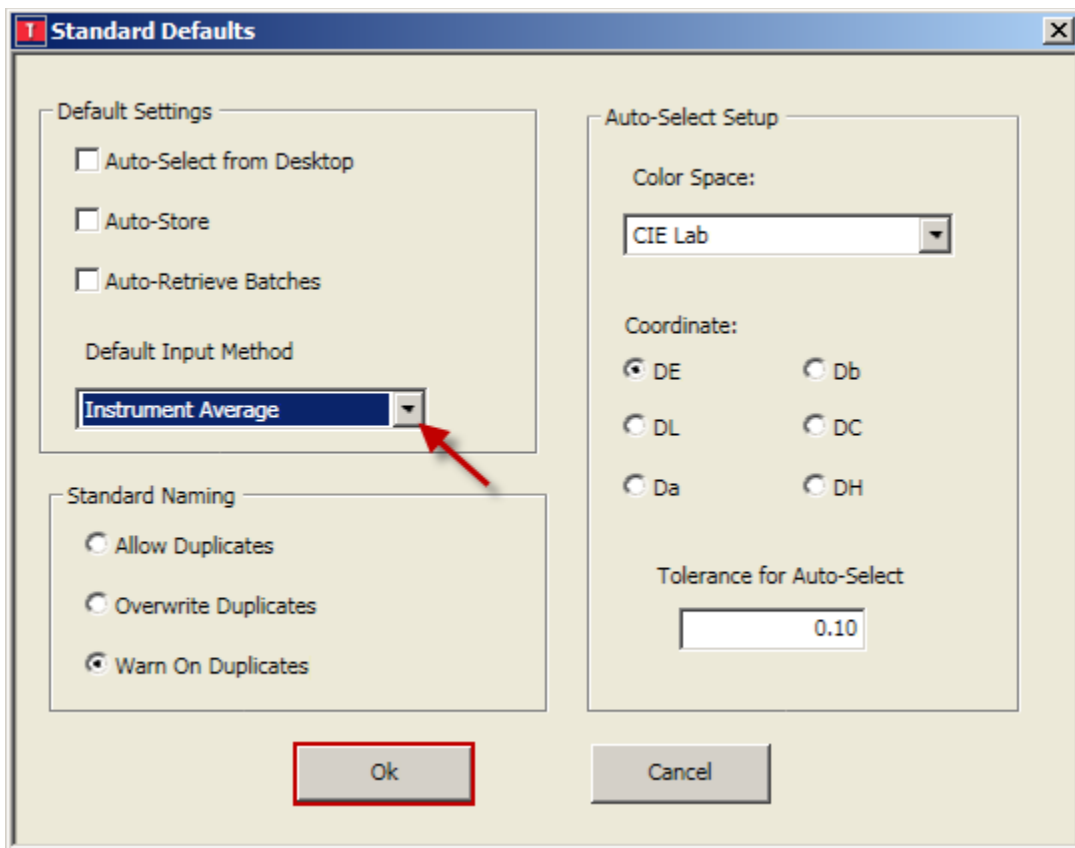 T Standard Defaults
Default Settings
Auto-Select from Desktop
Auto-Store
Auto-Retrieve Batches
Default Input Method
Instrument Average
Standard Naming
Allow Duplicates
Overwrite Duplicates
Warn On Duplicates
Auto-Select Setup
Color Space:
CIE Lab
Coordinate:
DE Db
DL DC
Da DH
Tolerance for Auto-Select
0.10
Ok Cancel